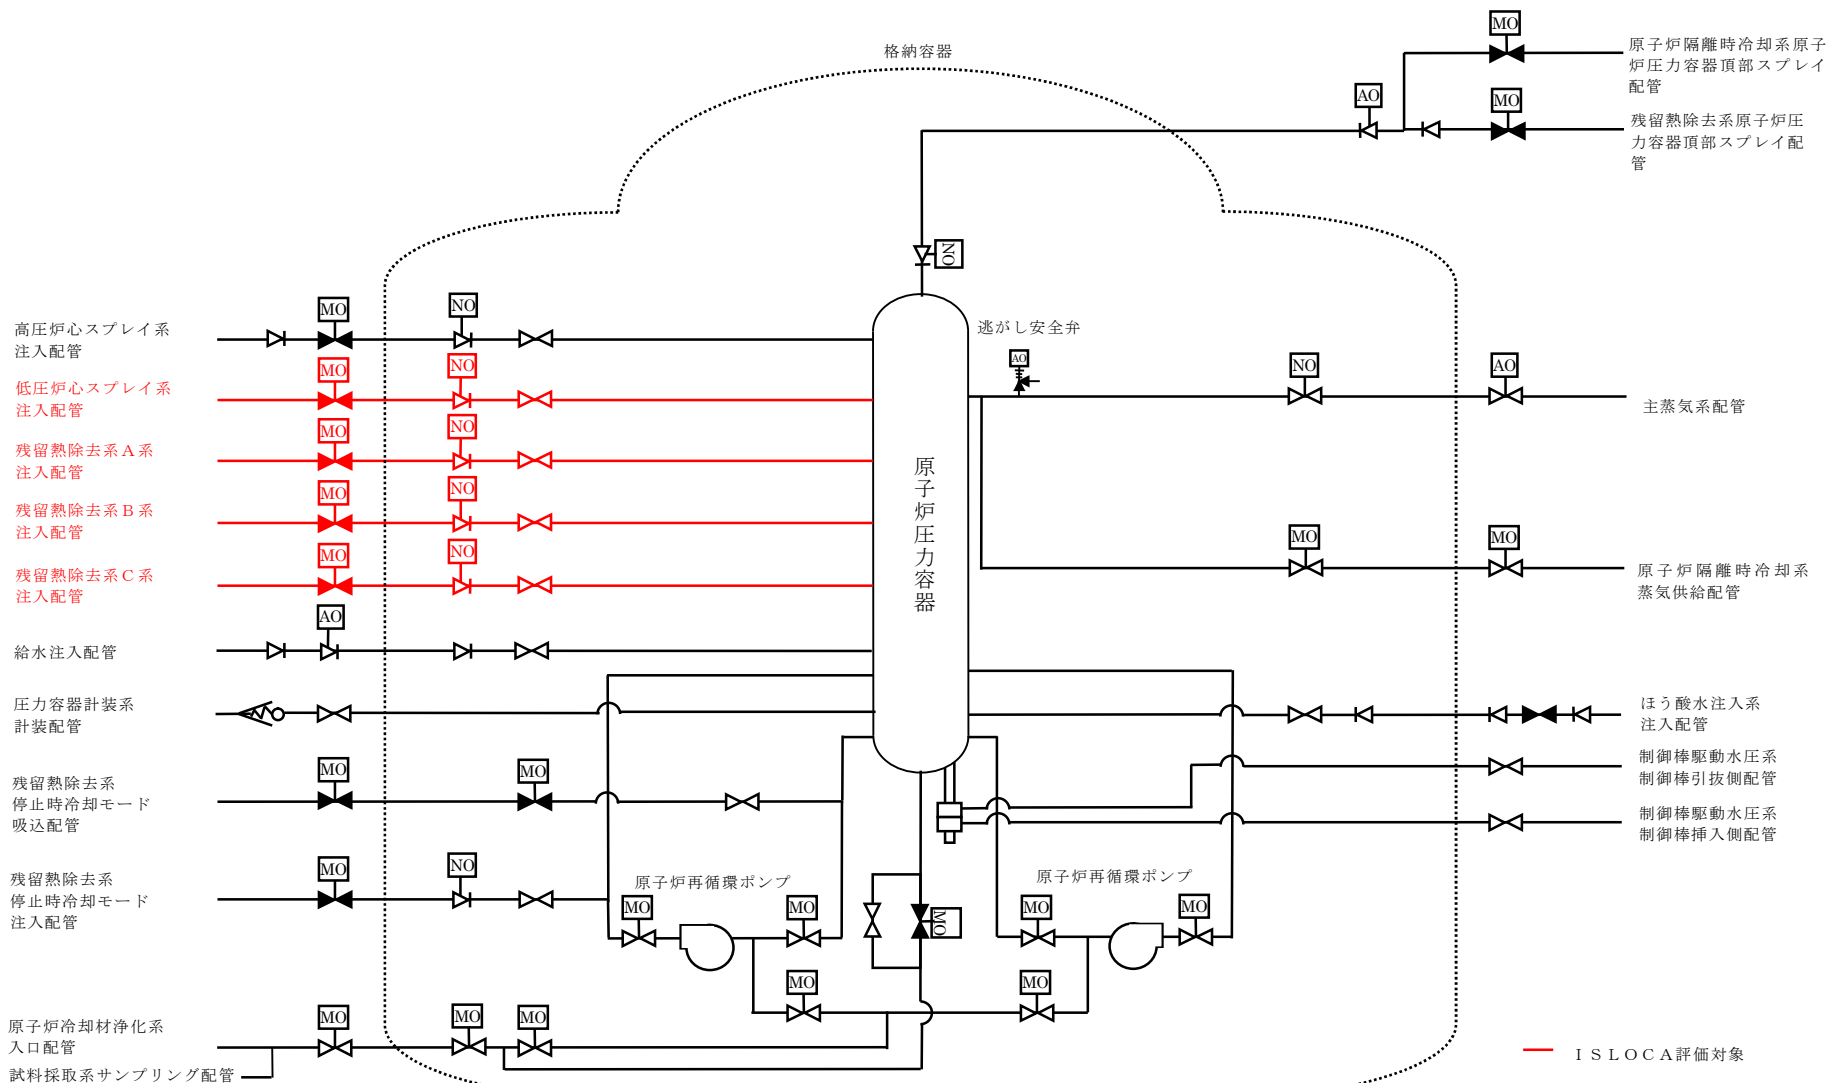 格納容器
MO
原子炉隔離時冷却系原子
炉圧力容器頂部スプレイ
配管
AO
MO
残留熱除去系原子炉圧
力容器頂部スプレイ配
管
NO
高圧炉心スプレイ系
注入配管
MO
NO
逃がし安全弁
AO
低圧炉心スプレイ系
注入配管
MO
NO
NO
AO
主蒸気系配管
残留熱除去系A系
注入配管
MO
NO
原子炉圧力容器
残留熱除去系B系
注入配管
MO
NO
残留熱除去系C系
注入配管
MO
NO
MO
MO
原子炉隔離時冷却系
蒸気供給配管
AO
給水注入配管
圧力容器計装系
計装配管
ほう酸水注入系
注入配管
残留熱除去系
停止時冷却モード
吸込配管
MO
MO
制御棒駆動水圧系
制御棒引抜側配管
制御棒駆動水圧系
制御棒挿入側配管
残留熱除去系
停止時冷却モード
注入配管
MO
NO
原子炉再循環ポンプ
MO
MO
MO
原子炉再循環ポンプ
MO
MO
MO
MO
原子炉冷却材浄化系
入口配管
MO
MO
MO
試料採取系サンプリング配管
ISLOCA評価対象